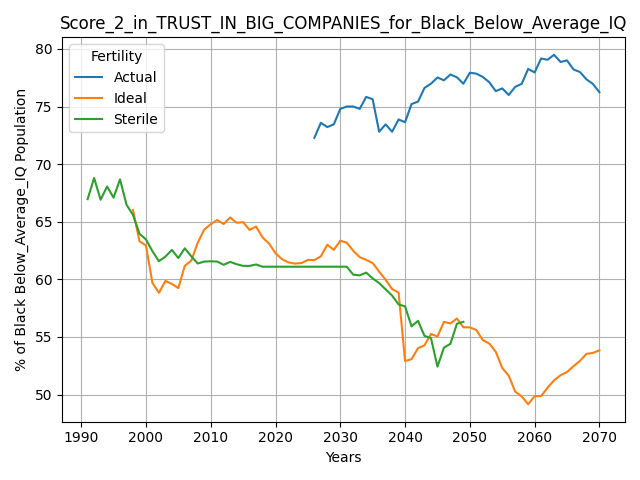 Score_2_in_TRUST_IN_BIG_COMPANIES_for_Black_Below_Average_IQ
Fertility
Actual
Ideal
Sterile
% of Black Below_Average_IQ Population
80
75
70
65
60
55
50
1990 2000 2010 2020 2030 2040 2050 2060 2070
Years